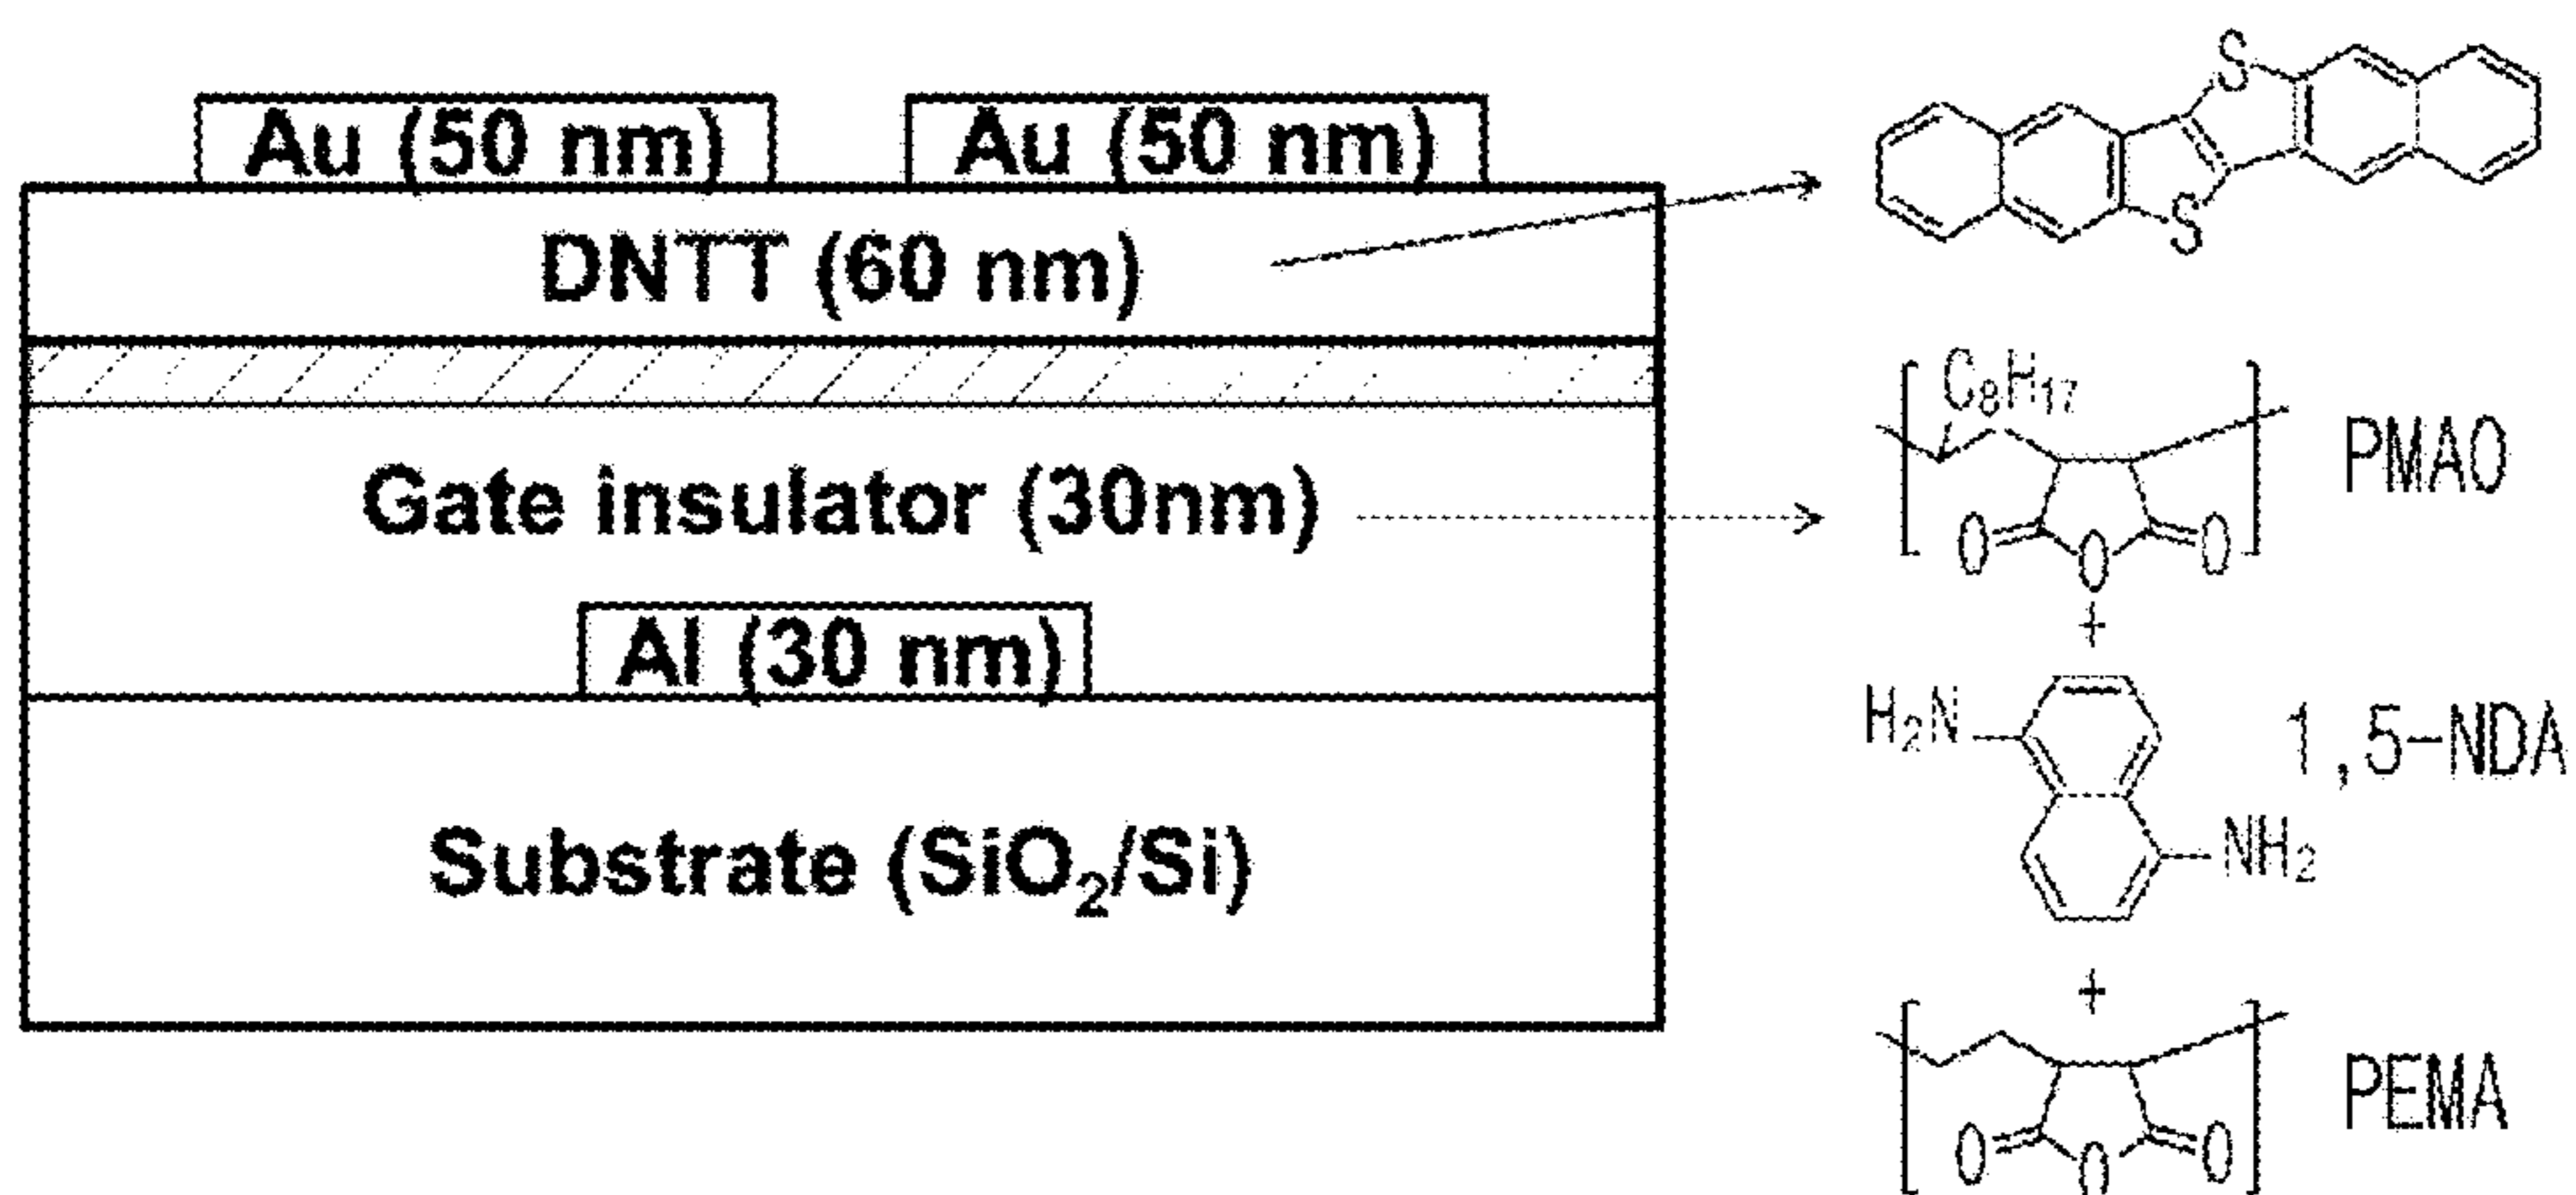 Au (50 nm)
Au (50 nm)
DNTT (60 nm)
Gate insulator (30nm)
Al (30 nm)
Substrate (SiO₂/Si)
S
S
C₈H₁₇
O
O
O
PMAO
+
H₂N
1,5-NDA
NH₂
+
O
O
O
PEMA